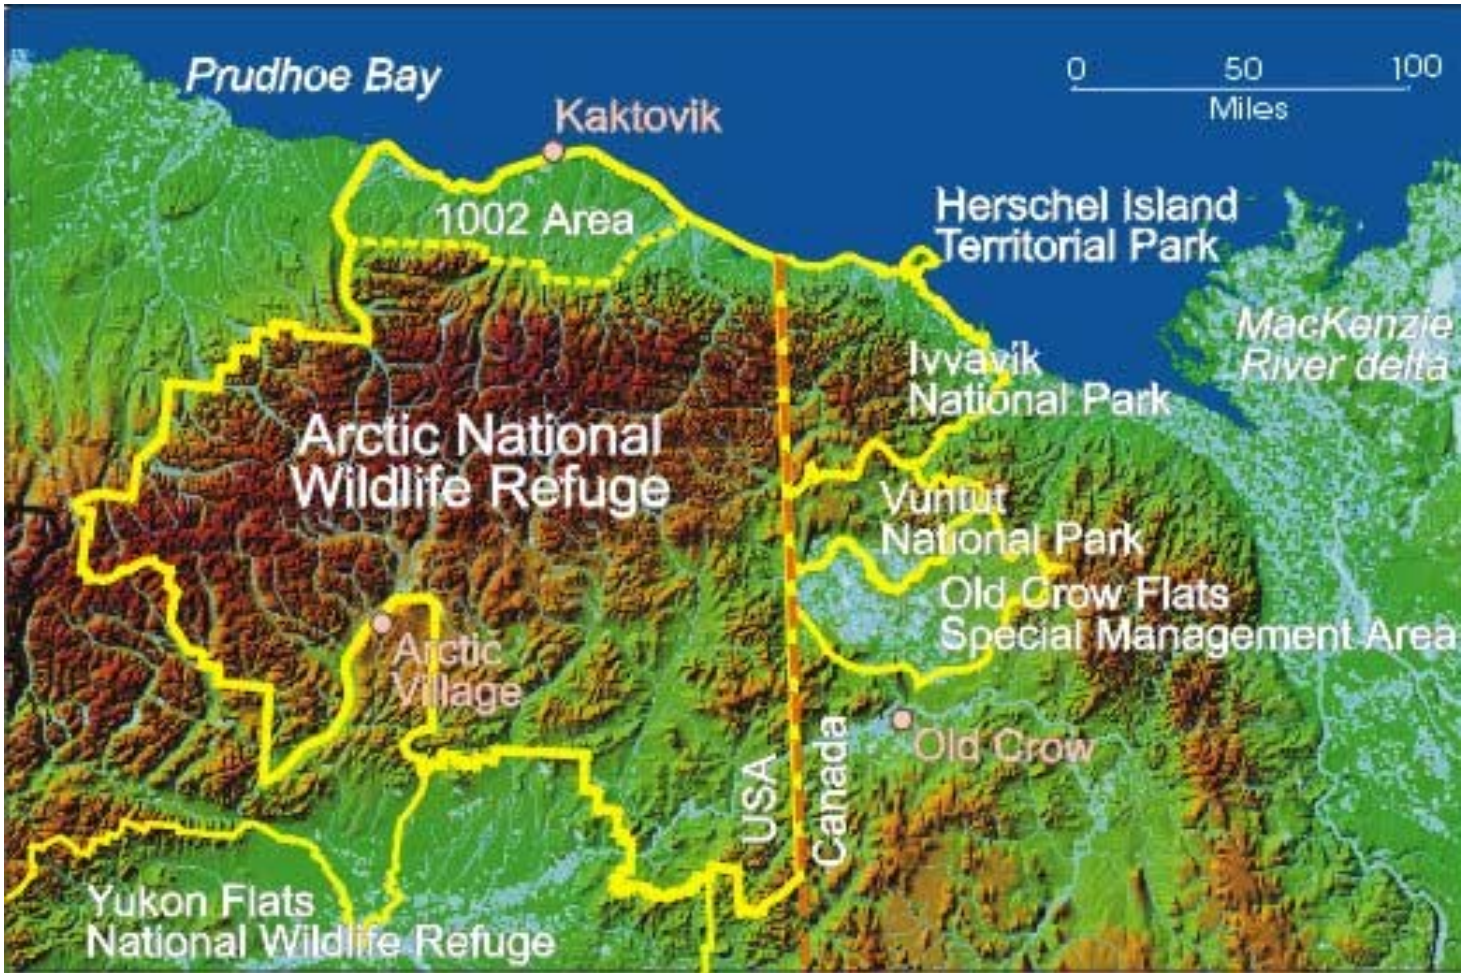 Prudhoe Bay
0 50 100
Miles
Kaktovik
1002 Area
Herschel Island
Territorial Park
MacKenzie
River delta
Ivvavik
National Park
Arctic National
Wildlife Refuge
Vuntut
National Park
Old Crow Flats
Special Management Area
Arctic
Village
Old Crow
USA
Canada
Yukon Flats
National Wildlife Refuge